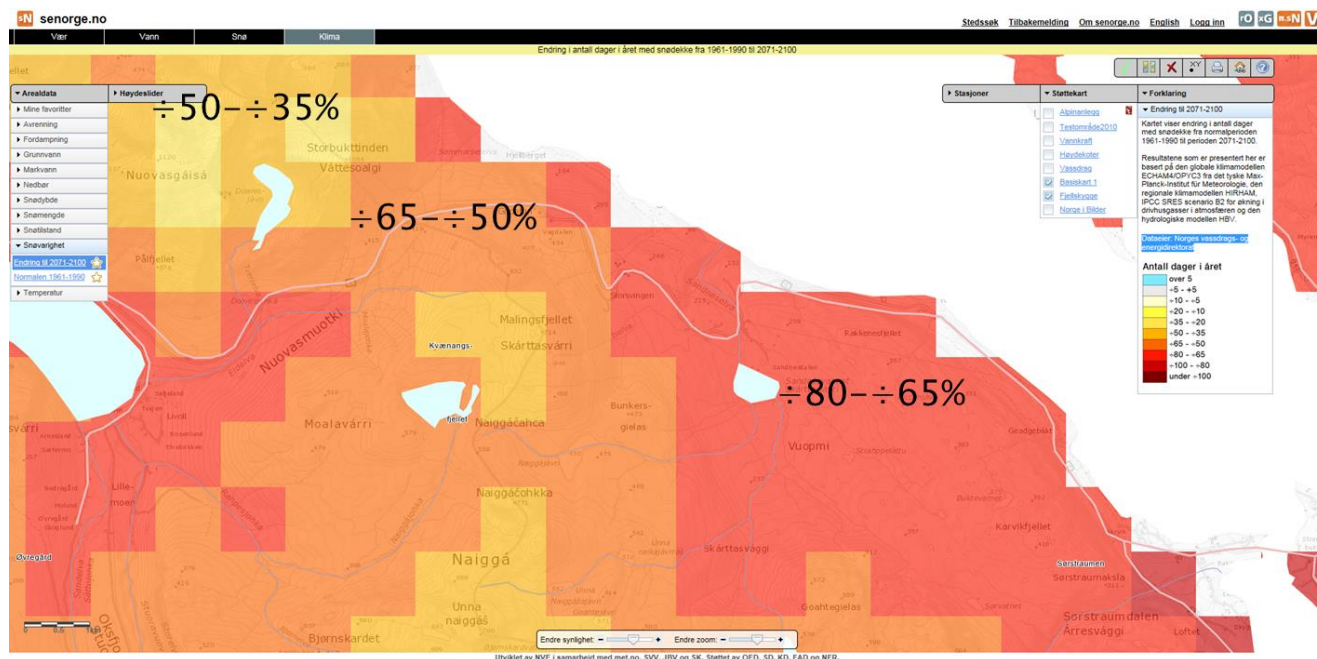 senorge.no
Stedssøk Tilbakemelding Om senorge.no English Logg inn
Vær Vann Snø Klima
Endring i antall dager i året med snødekke fra 1961-1990 til 2071-2100
Arealdata
Høydeslider
Mine favoritter
Avrenning
Fordampning
Grunnvann
Markvann
Nedbør
Snødybde
Snømengde
Snøtilstand
Snøvarighet
Endring til 2071-2100
Normalen 1961-1990
Temperatur
Stasjoner
Støttekart
Alpinanlegg
Testområde2010
Vannkraft
Høydekoter
Vassdrag
Basiskart 1
Fjellskygge
Norge i Bilder
Forklaring
Endring til 2071-2100
Kartet viser endring i antall dager
med snødekke fra normalperioden
1961-1990 til perioden 2071-2100.
Resultatene som er presentert her er
basert på den globale klimamodellen
ECHAM4/OPYC3 fra det tyske Max-
Planck-Institut für Meteorologie, den
regionale klimamodellen HIRHAM,
IPCC SRES scenario B2 for økning i
drivhusgasser i atmosfæren og den
hydrologiske modellen HBV.
Dataeier: Norges vassdrags- og
energidirektorat
Antall dager i året
over 5
÷5 - +5
÷10 - ÷5
÷20 - ÷10
÷35 - ÷20
÷50 - ÷35
÷65 - ÷50
÷80 - ÷65
÷100 - ÷80
under ÷100
÷50-÷35%
÷65-÷50%
÷80-÷65%
Storbukttinden
Váttesoalgi
Nuovasgáisá
Pålfjellet
Storsvingen
Malingsfjellet
Skárttasvárri
Rakkenesfjellet
Nuovasmuotki
Kvænangs-
fjellet
Moalavárri
Naiggáčahca
Bunkers-
gielas
Vuopmi
Lille-
moen
Naiggáčohkka
Karvikfjellet
Skárttasvággi
Øvregård
Naiggá
Sørstraumen
Sørstraumaksla
Goahtegielas
Unna
naiggáš
Bjørnskardet
Sørstraumdalen
Árresvággi
Loftet
Endre synlighet: - +
Endre zoom: - +
Utviklet av NVE i samarbeid med met.no, SVV, JBV og SK. Støttet av OED, SD, KD, FAD og NFR.